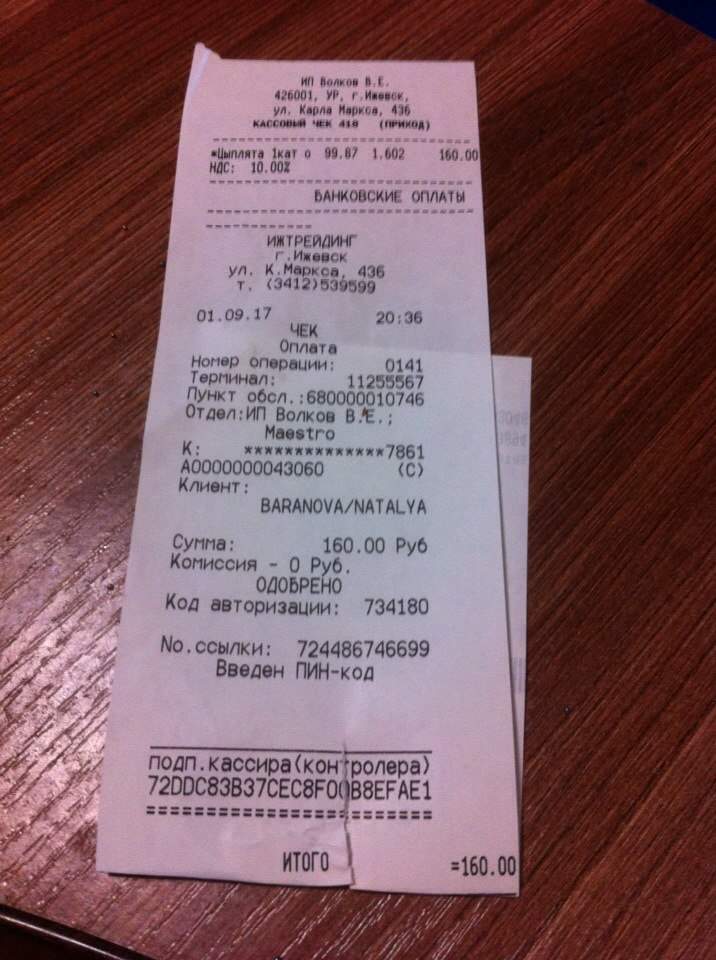 ИП Волков В.Е.
426001, УР, г.Ижевск,
ул. Карла Маркса, 436
КАССОВЫЙ ЧЕК 418 (ПРИХОД)
*Цыплята 1кат о 99.87 1.602 160.00
НДС: 10.00%
БАНКОВСКИЕ ОПЛАТЫ
ИЖТРЕЙДИНГ
г.Ижевск
ул. К.Маркса, 436
т. (3412)539599
01.09.17 20:36
ЧЕК
Оплата
Номер операции: 0141
Терминал: 11255567
Пункт обсл.:680000010746
Отдел:ИП Волков В.Е.;
Maestro
К: **************7861
A0000000043060 (C)
Клиент:
BARANOVA/NATALYA
Сумма: 160.00 Руб
Комиссия - 0 Руб.
ОДОБРЕНО
Код авторизации: 734180
No.ссылки: 724486746699
Введен ПИН-код
подп.кассира(контролера)
72DDC83B37CEC8F00B8EFAE1
ИТОГО =160.00